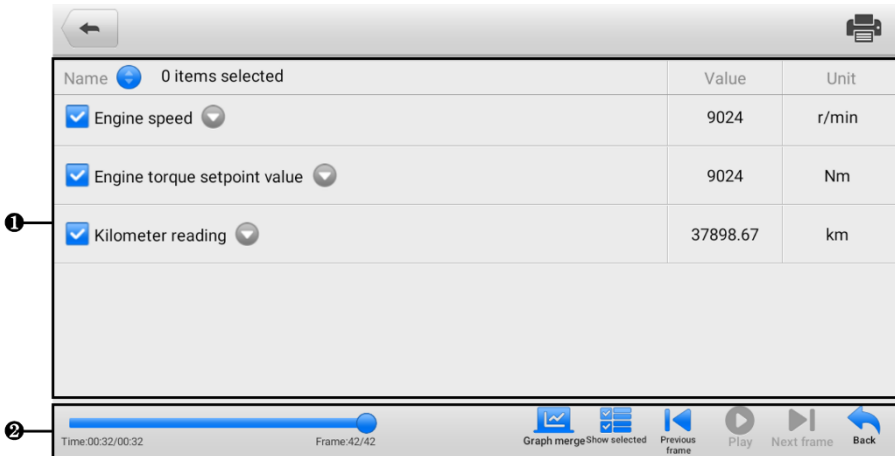 Name 0 items selected Value Unit
Engine speed 9024 r/min
❶
Engine torque setpoint value 9024 Nm
Kilometer reading 37898.67 km
❷
Time:00:32/00:32 Frame:42/42 Graph merge Show selected Previous frame Play Next frame Back